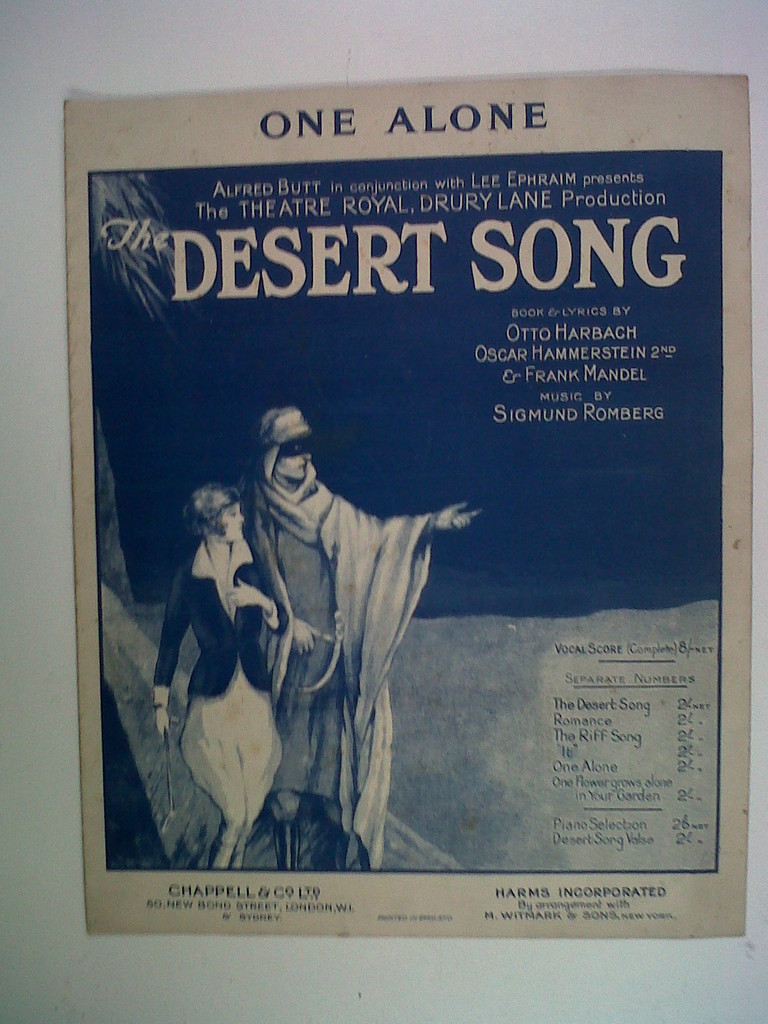 ONE ALONE
ALFRED BUTT in conjunction with LEE EPHRAIM presents
The THEATRE ROYAL, DRURY LANE Production
The DESERT SONG
BOOK & LYRICS BY
OTTO HARBACH
OSCAR HAMMERSTEIN 2ND
& FRANK MANDEL
MUSIC BY
SIGMUND ROMBERG
VOCAL SCORE (Complete) 8/- NET
SEPARATE NUMBERS
The Desert Song 2/- NET
Romance 2/- "
The Riff Song 2/- "
"It" 2/- "
One Alone 2/- "
One Flower grows alone
in Your Garden 2/- "
Piano Selection 2/6 NET
Desert Song Valse 2/- "
CHAPPELL & CO LTD
50, NEW BOND STREET, LONDON, W.1.
& SYDNEY
PRINTED IN ENGLAND
HARMS INCORPORATED
By arrangement with
M. WITMARK & SONS, NEW YORK.